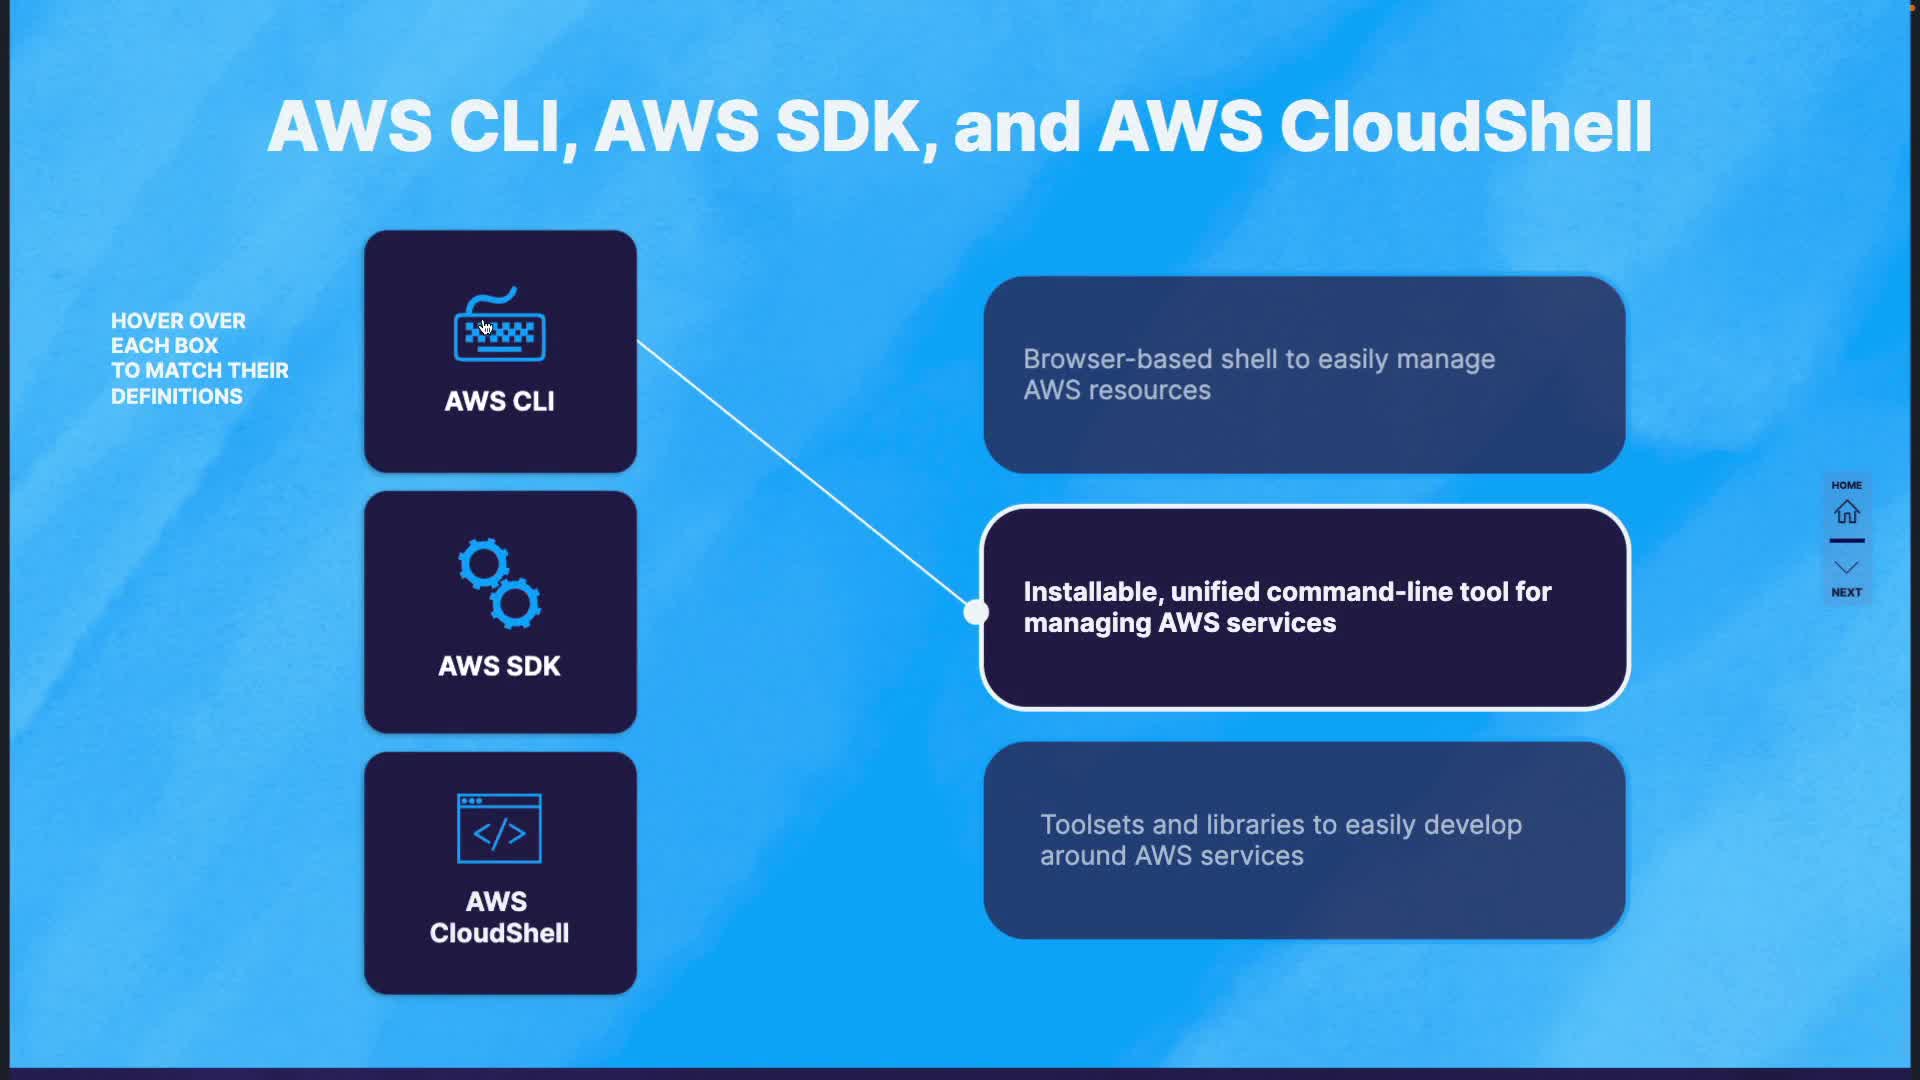 AWS CLI, AWS SDK, and AWS CloudShell
HOVER OVER
EACH BOX
TO MATCH THEIR
DEFINITIONS
AWS CLI
AWS SDK
AWS
CloudShell
Browser-based shell to easily manage
AWS resources
Installable, unified command-line tool for
managing AWS services
Toolsets and libraries to easily develop
around AWS services
HOME
NEXT